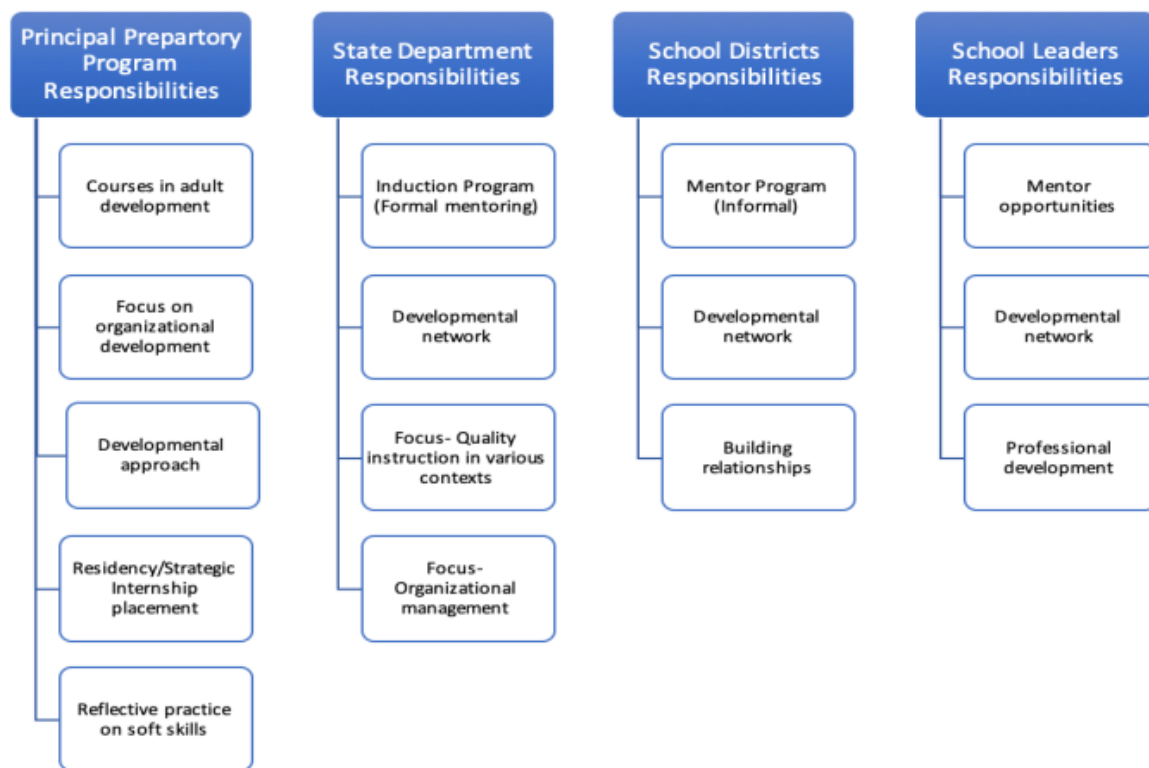 Principal Prepartory
Program
Responsibilities
Courses in adult
development
Focus on
organizational
development
Developmental
approach
Residency/Strategic
Internship
placement
Reflective practice
on soft skills
State Department
Responsibilities
Induction Program
(Formal mentoring)
Developmental
network
Focus- Quality
instruction in various
contexts
Focus-
Organizational
management
School Districts
Responsibilities
Mentor Program
(Informal)
Developmental
network
Building
relationships
School Leaders
Responsibilities
Mentor
opportunities
Developmental
network
Professional
development